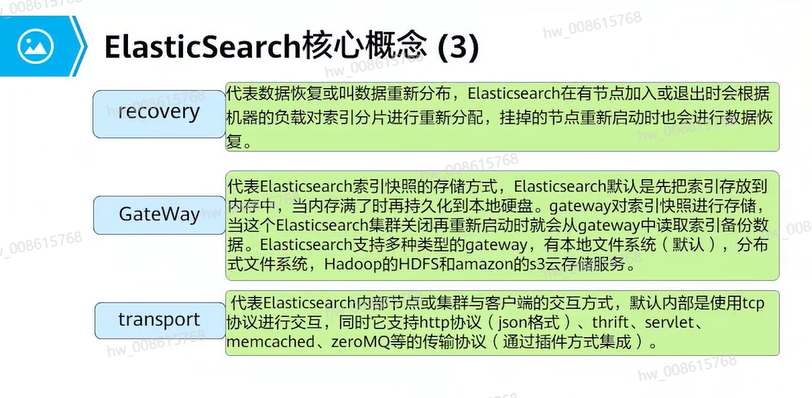 ElasticSearch核心概念 (3)
recovery
代表数据恢复或叫数据重新分布，Elasticsearch在有节点加入或退出时会根据
机器的负载对索引分片进行重新分配，挂掉的节点重新启动时也会进行数据恢
复。
GateWay
代表Elasticsearch索引快照的存储方式，Elasticsearch默认是先把索引存放到
内存中，当内存满了时再持久化到本地硬盘。gateway对索引快照进行存储，
当这个Elasticsearch集群关闭再重新启动时就会从gateway中读取索引备份数
据。Elasticsearch支持多种类型的gateway，有本地文件系统（默认），分布
式文件系统，Hadoop的HDFS和amazon的s3云存储服务。
transport
代表Elasticsearch内部节点或集群与客户端的交互方式，默认内部是使用tcp
协议进行交互，同时它支持http协议（json格式）、thrift、servlet、
memcached、zeroMQ等的传输协议（通过插件方式集成）。
hw_008615768